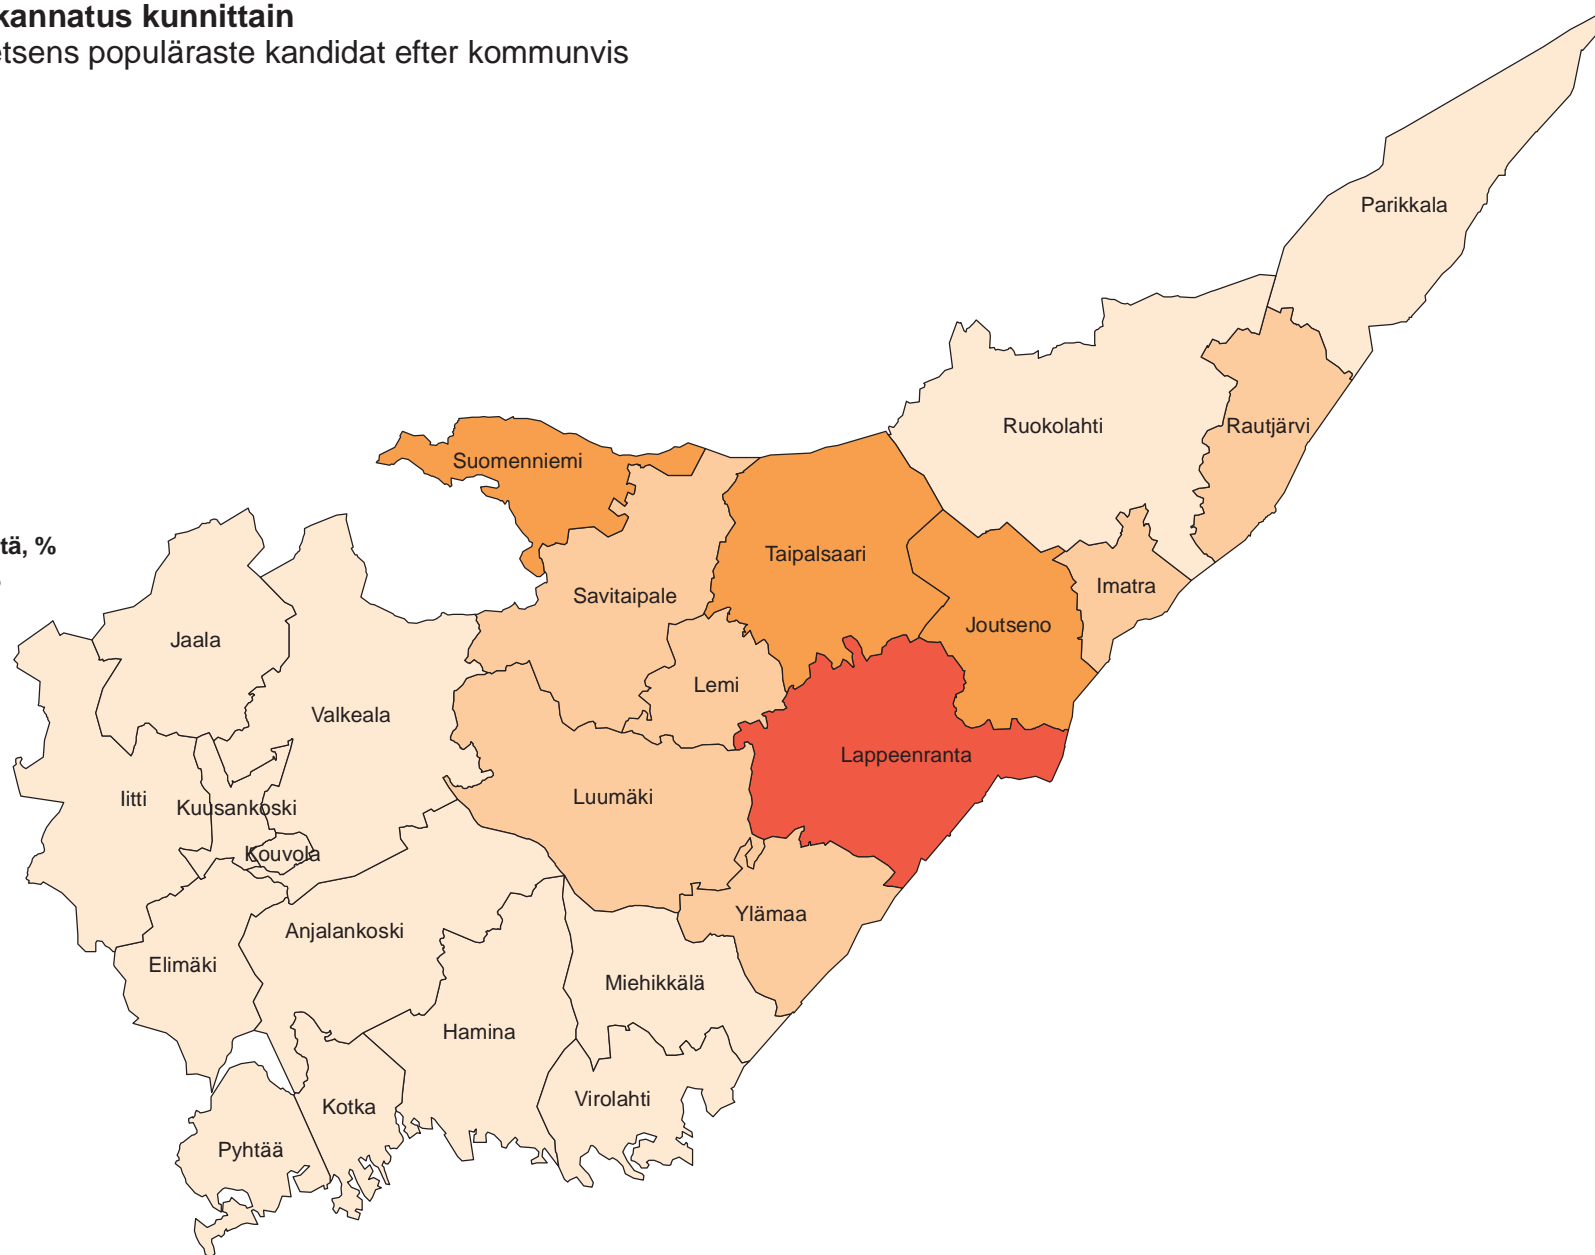 kannatus kunnittain
etsens populäraste kandidat efter kommunvis
Parikkala
Ruokolahti
Rautjärvi
Suomenniemi
tä, %
Taipalsaari
Imatra
Savitaipale
Joutseno
Jaala
Lemi
Valkeala
Lappeenranta
Luumäki
Iitti
Kuusankoski
Kouvola
Ylämaa
Anjalankoski
Elimäki
Miehikkälä
Hamina
Virolahti
Kotka
Pyhtää